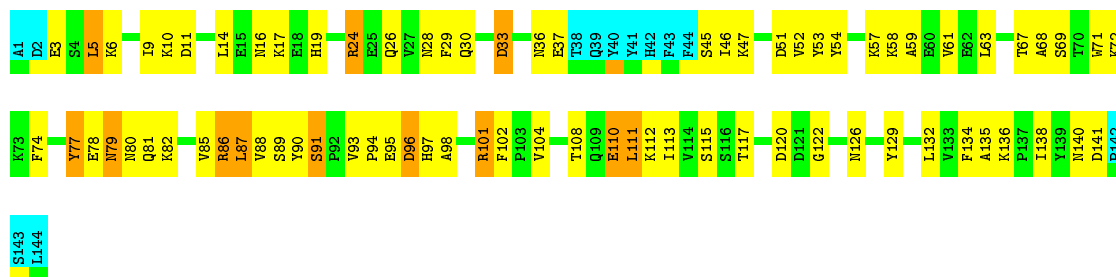 A1 D2 E3 S4 L5 K6 I9 K10 D11 L14 E15 N16 K17 E18 H19 R24 E25 Q26 V27 N28 F29 Q30 D33 N36 E37 T38 Q39 Y40 Y41 H42 F43 F44 S45 I46 K47 D51 V52 Y53 Y54 K57 K58 A59 E60 V61 E62 L63 T67 A68 S69 T70 W71 K72
K73 F74 Y77 E78 N79 N80 Q81 K82 V85 R86 L87 V88 S89 Y90 S91 P92 V93 P94 E95 D96 H97 A98 R101 F102 P103 V104 T108 Q109 E110 L111 K112 I113 V114 S115 S116 T117 D120 D121 G122 N126 Y129 L132 V133 F134 A135 K136 P137 I138 Y139 N140 D141
S143 L144